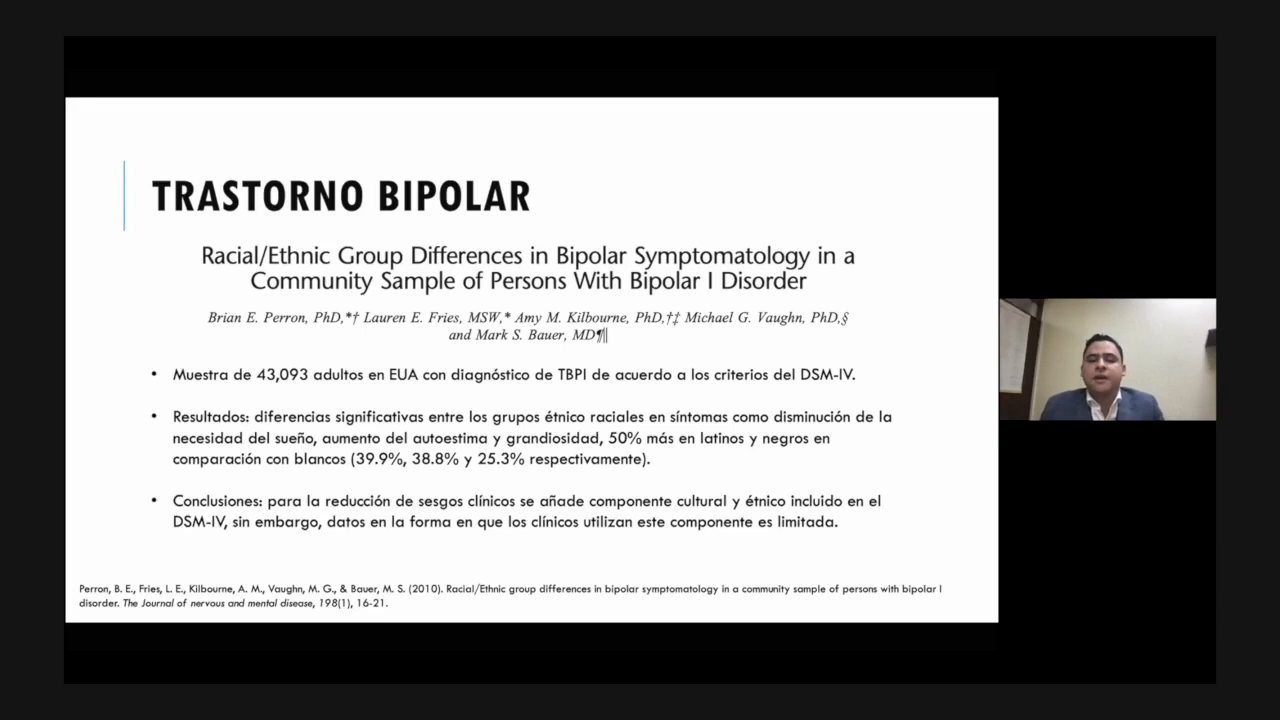 TRASTORNO BIPOLAR
Racial/Ethnic Group Differences in Bipolar Symptomatology in a
Community Sample of Persons With Bipolar I Disorder
Brian E. Perron, PhD,*† Lauren E. Fries, MSW,* Amy M. Kilbourne, PhD,†‡ Michael G. Vaughn, PhD,§
and Mark S. Bauer, MD¶||
• Muestra de 43,093 adultos en EUA con diagnóstico de TBPI de acuerdo a los criterios del DSM-IV.
• Resultados: diferencias significativas entre los grupos étnico raciales en síntomas como disminución de la
necesidad del sueño, aumento del autoestima y grandiosidad, 50% más en latinos y negros en
comparación con blancos (39.9%, 38.8% y 25.3% respectivamente).
• Conclusiones: para la reducción de sesgos clínicos se añade componente cultural y étnico incluido en el
DSM-IV, sin embargo, datos en la forma en que los clínicos utilizan este componente es limitada.
Perron, B. E., Fries, L. E., Kilbourne, A. M., Vaughn, M. G., & Bauer, M. S. (2010). Racial/Ethnic group differences in bipolar symptomatology in a community sample of persons with bipolar I
disorder. The Journal of nervous and mental disease, 198(1), 16-21.